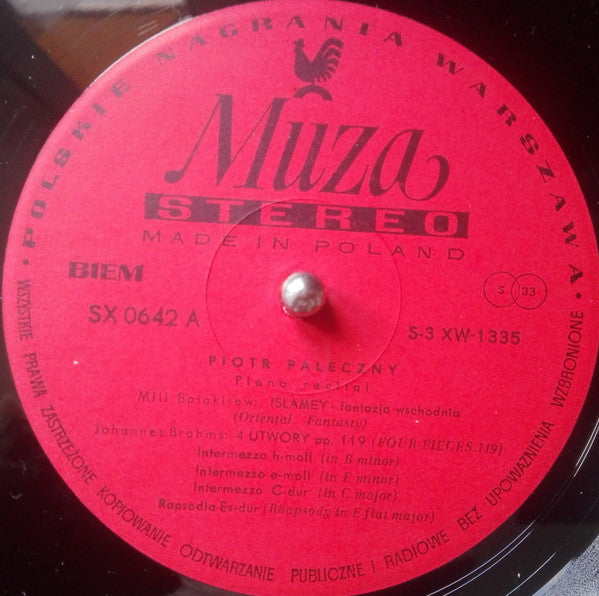 • POLSKIE NAGRANIA WARSZAWA •
Muza
STEREO
MADE IN POLAND
BIEM
S 33
SX 0642 A
S-3 XW-1335
PIOTR PALECZNY
Piano recital
Mili Bałakiriew: ISLAMEY - fantazja wschodnia
(Oriental Fantasty)
Johannes Brahms: 4 UTWORY op. 119 (FOUR PIECES 119)
Intermezzo h-moll (in B minor)
Intermezzo e-moll (in E minor)
Intermezzo C-dur (in C major)
Rapsodia Es-dur (Rhapsody in E flat major)
WSZYSTKIE PRAWA ZASTRZEŻONE KOPIOWANIE ODTWARZANIE PUBLICZNE I RADIOWE BEZ UPOWAŻNIENIA WZBRONIONE